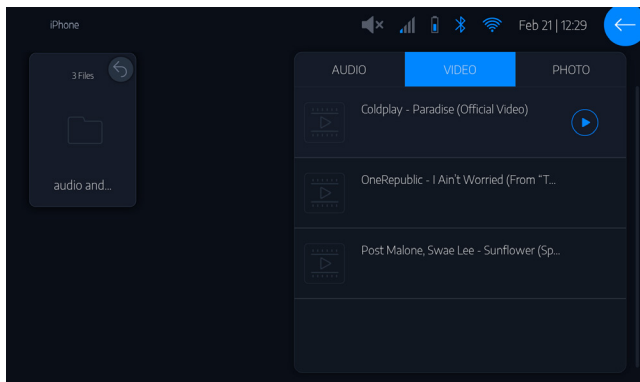 iPhone
Feb 21 | 12:29
3 Files
audio and...
AUDIO
VIDEO
PHOTO
Coldplay - Paradise (Official Video)
OneRepublic - I Ain't Worried (From “T...
Post Malone, Swae Lee - Sunflower (Sp...